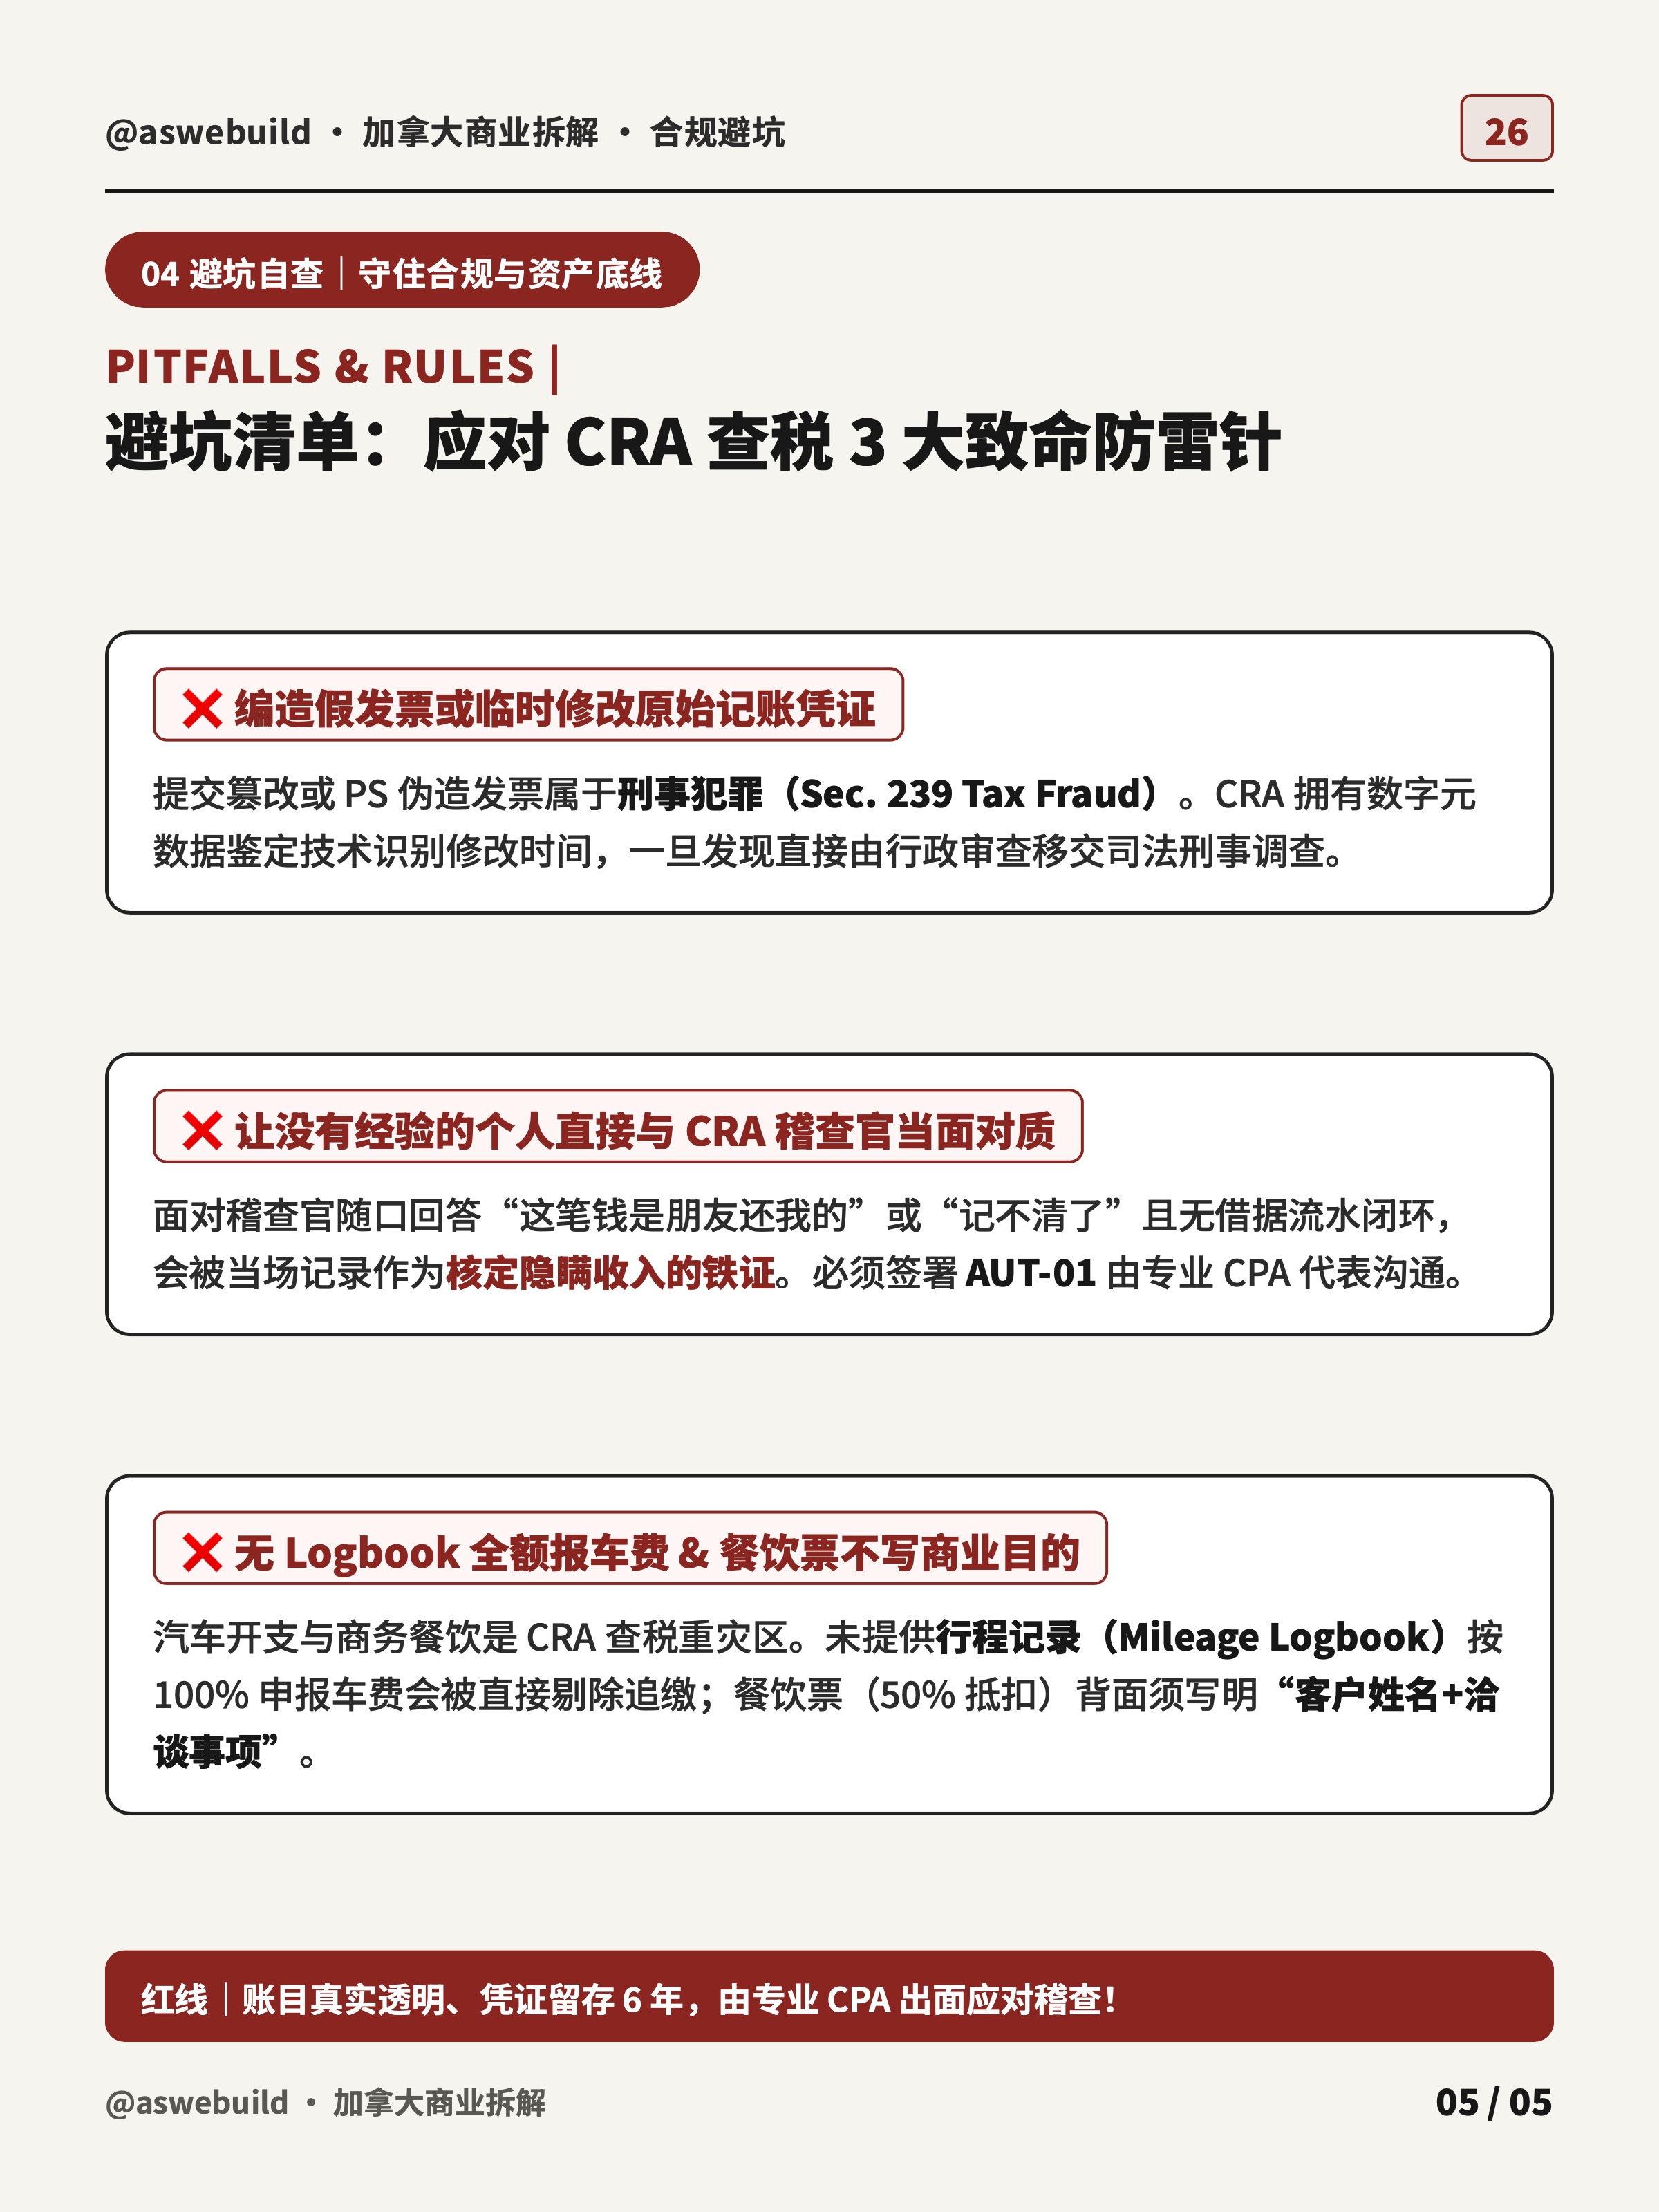 @aswebuild · 加拿大商业拆解 · 合规避坑
26
04 避坑自查｜守住合规与资产底线
PITFALLS & RULES |
避坑清单：应对 CRA 查税 3 大致命防雷针
❌ 编造假发票或临时修改原始记账凭证
提交篡改或 PS 伪造发票属于刑事犯罪（Sec. 239 Tax Fraud）。CRA 拥有数字元
数据鉴定技术识别修改时间，一旦发现直接由行政审查移交司法刑事调查。
❌ 让没有经验的个人直接与 CRA 稽查官当面对质
面对稽查官随口回答“这笔钱是朋友还我的”或“记不清了”且无借据流水闭环，
会被当场记录作为核定隐瞒收入的铁证。必须签署 AUT-01 由专业 CPA 代表沟通。
❌ 无 Logbook 全额报车费 & 餐饮票不写商业目的
汽车开支与商务餐饮是 CRA 查税重灾区。未提供行程记录（Mileage Logbook）按
100% 申报车费会被直接剔除追缴；餐饮票（50% 抵扣）背面须写明“客户姓名+洽
谈事项”。
红线｜账目真实透明、凭证留存 6 年，由专业 CPA 出面应对稽查！
@aswebuild · 加拿大商业拆解
05 / 05